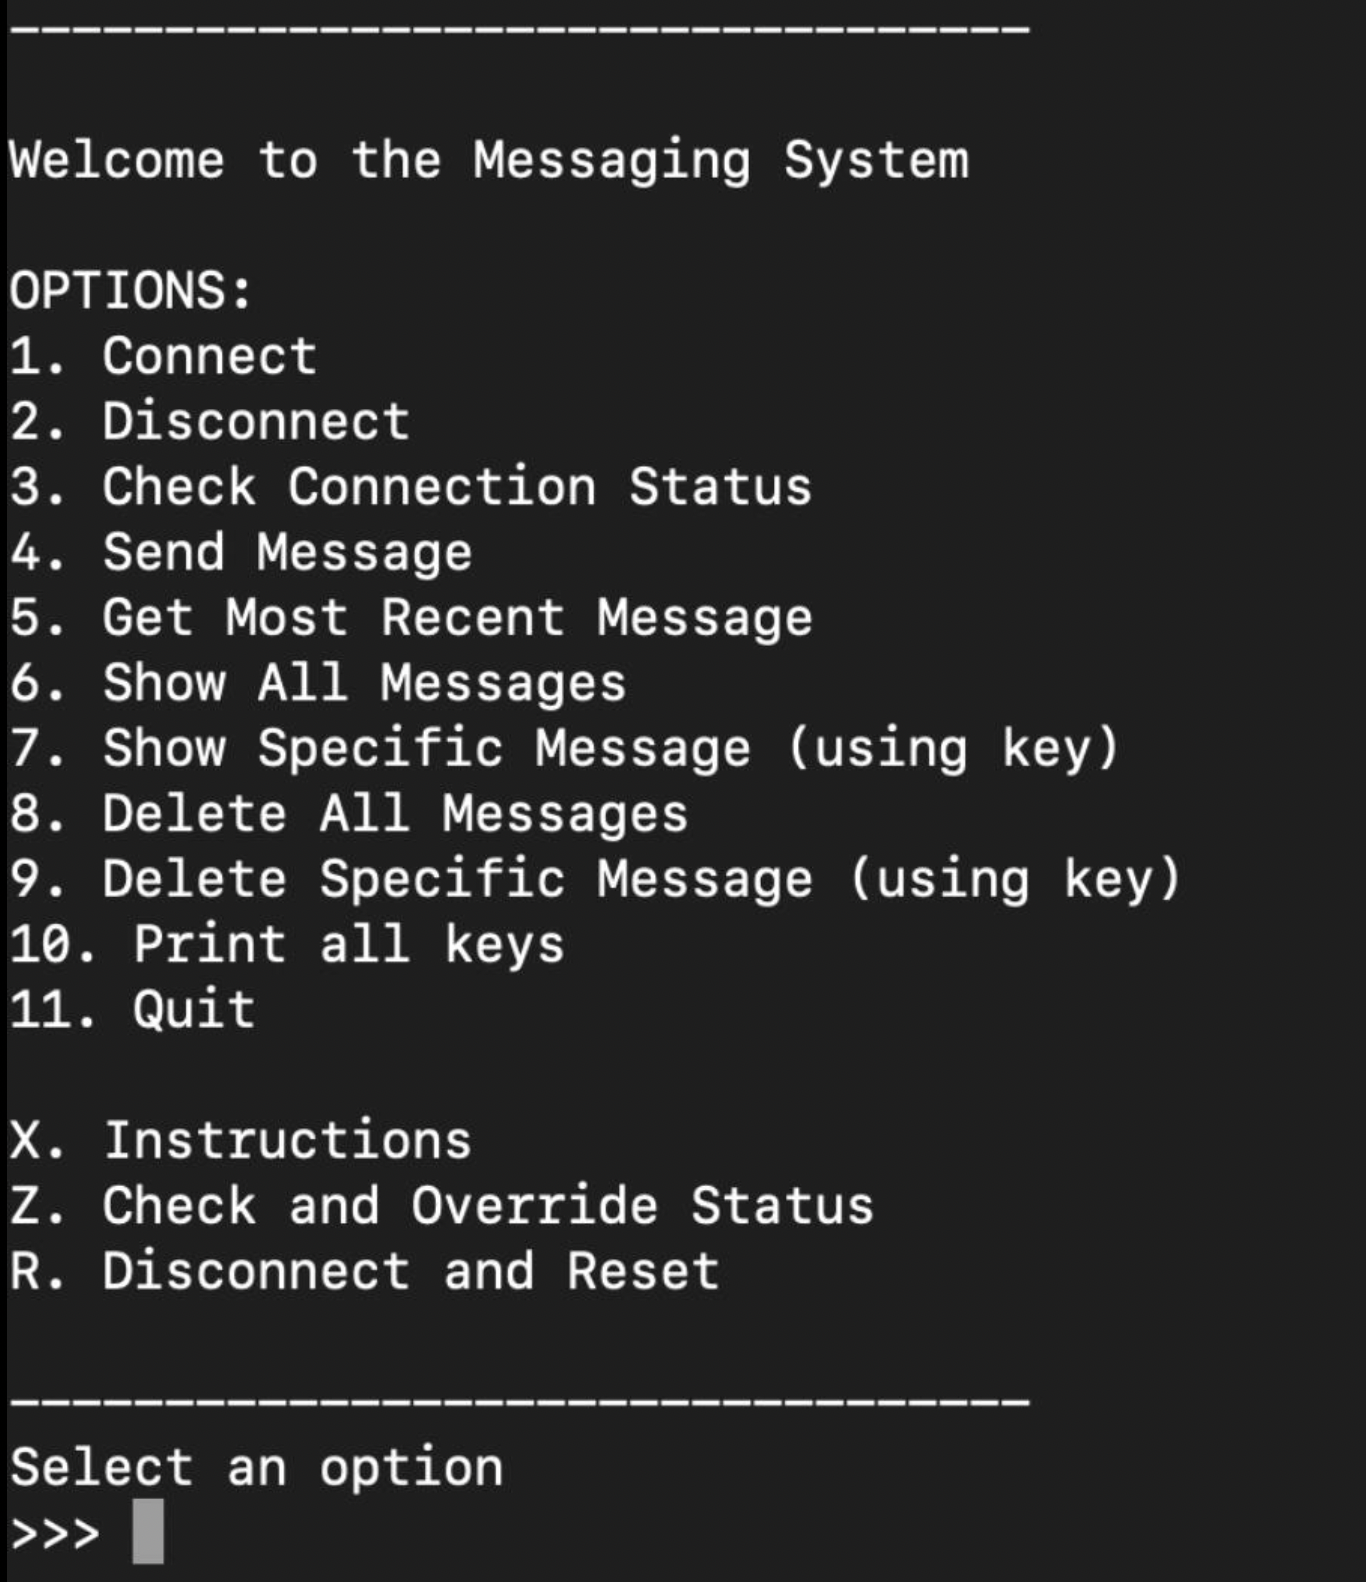 ---------------------------------
Welcome to the Messaging System
OPTIONS:
1. Connect
2. Disconnect
3. Check Connection Status
4. Send Message
5. Get Most Recent Message
6. Show All Messages
7. Show Specific Message (using key)
8. Delete All Messages
9. Delete Specific Message (using key)
10. Print all keys
11. Quit
X. Instructions
Z. Check and Override Status
R. Disconnect and Reset
---------------------------------
Select an option
>>>